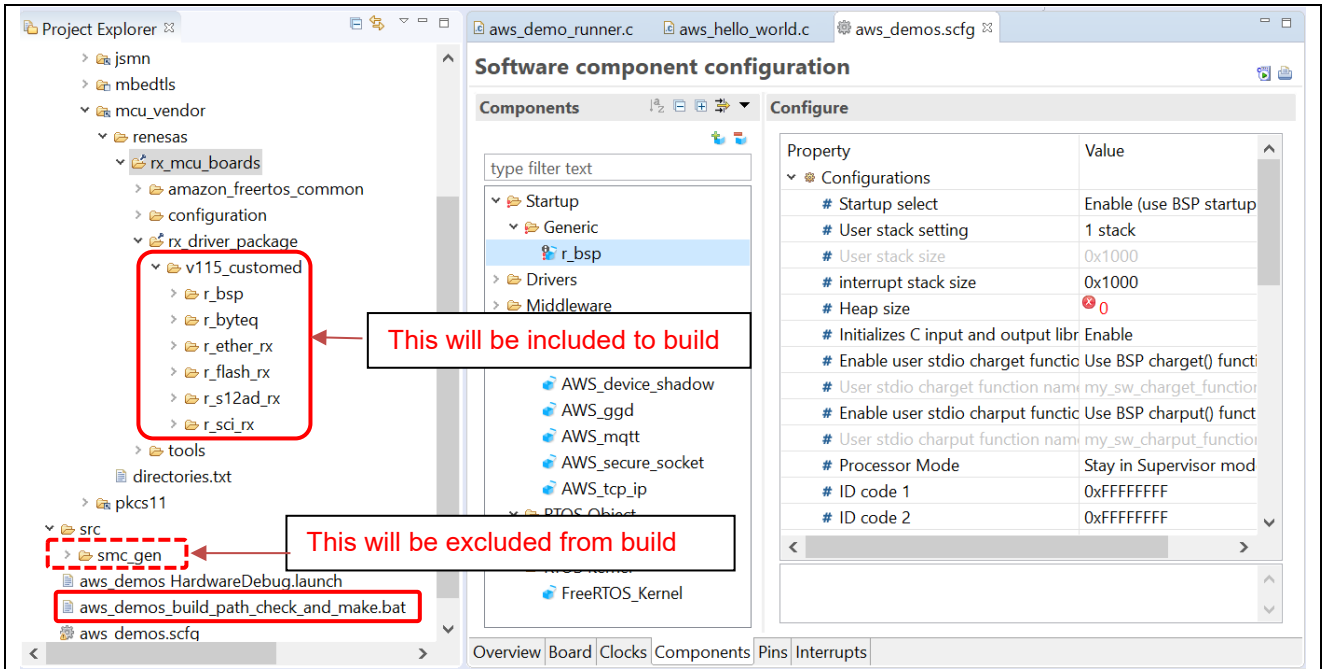 Project Explorer
jsmn
mbedtls
mcu_vendor
renesas
rx_mcu_boards
amazon_freertos_common
configuration
rx_driver_package
v115_customed
r_bsp
r_byteq
r_ether_rx
r_flash_rx
r_s12ad_rx
r_sci_rx
tools
directories.txt
pkcs11
src
smc_gen
aws_demos HardwareDebug.launch
aws_demos_build_path_check_and_make.bat
aws_demos.scfg
This will be included to build
This will be excluded from build
aws_demo_runner.c aws_hello_world.c aws_demos.scfg
Software component configuration
Components
type filter text
Startup
Generic
r_bsp
Drivers
Middleware
AWS_device_shadow
AWS_ggd
AWS_mqtt
AWS_secure_socket
AWS_tcp_ip
RTOS Object
RTOS Kernel
FreeRTOS_Kernel
Configure
Property Value
Configurations
# Startup select Enable (use BSP startup
# User stack setting 1 stack
# User stack size 0x1000
# interrupt stack size 0x1000
# Heap size 0
# Initializes C input and output libr Enable
# Enable user stdio charget functio Use BSP charget() functi
# User stdio charget function name my_sw_charget_function
# Enable user stdio charput functic Use BSP charput() funct
# User stdio charput function name my_sw_charput_function
# Processor Mode Stay in Supervisor mod
# ID code 1 0xFFFFFFFF
# ID code 2 0xFFFFFFFF
Overview Board Clocks Components Pins Interrupts